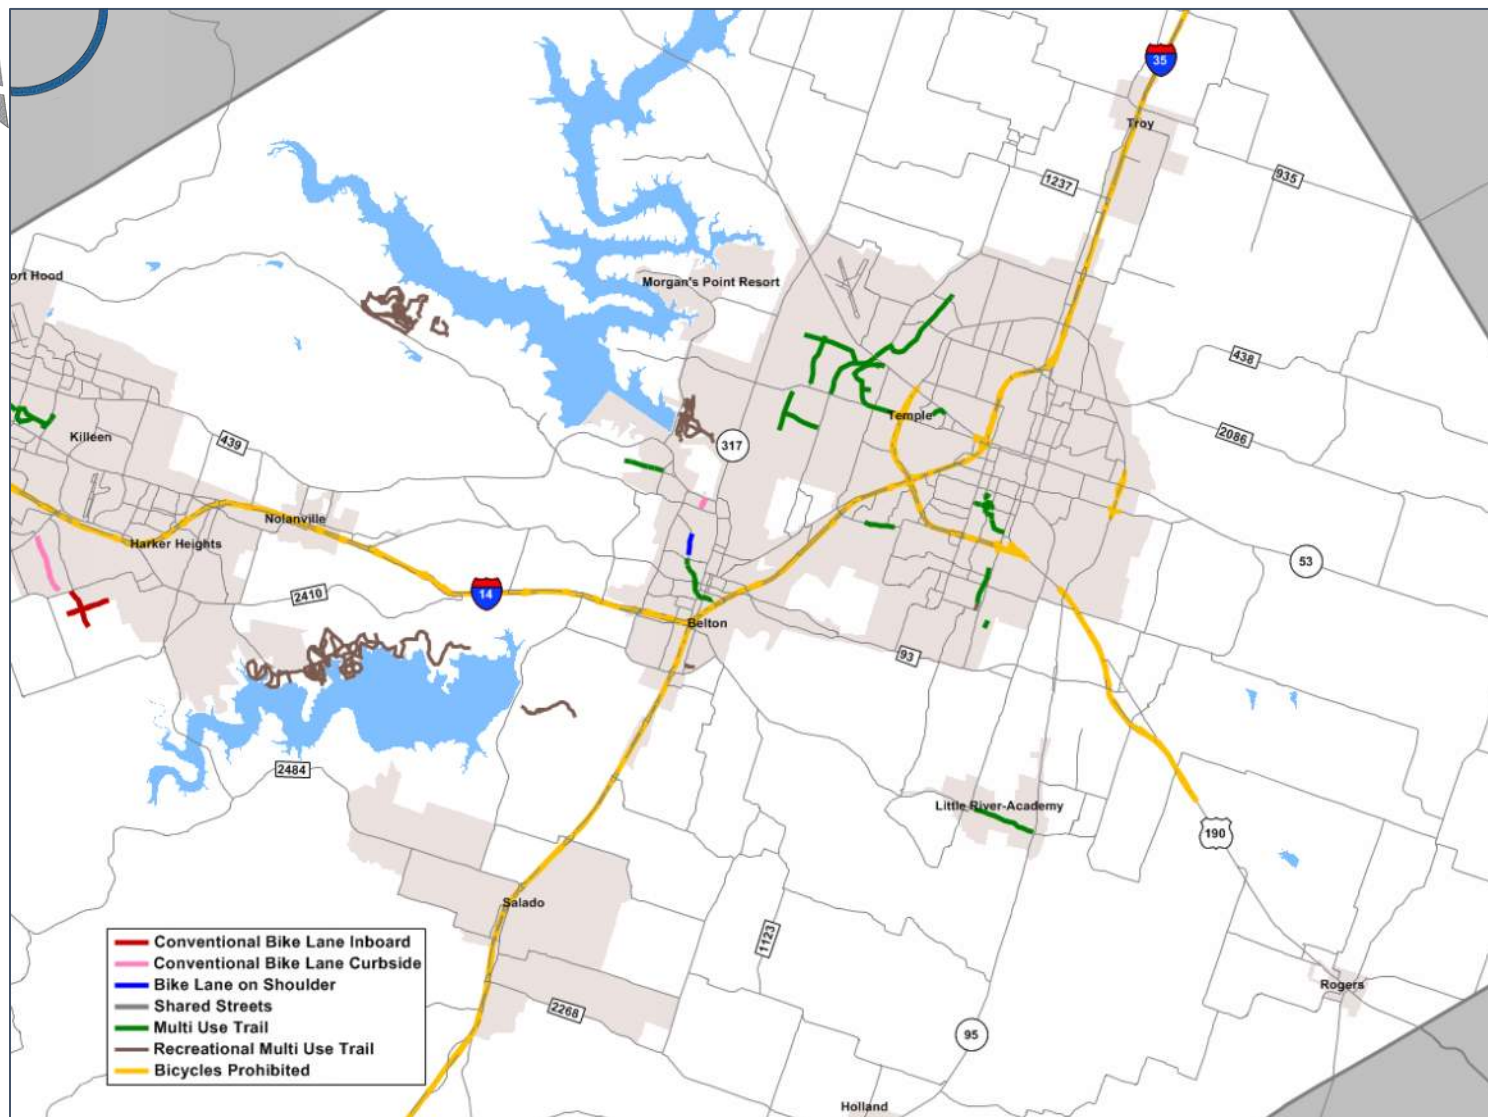 35
Troy
1237
935
ort Hood
Morgan's Point Resort
438
Temple
2086
Killeen
439
317
Nolanville
Harker Heights
53
2410
14
Belton
93
2484
Little River-Academy
190
Salado
1123
Rogers
2268
95
Holland
Conventional Bike Lane Inboard
Conventional Bike Lane Curbside
Bike Lane on Shoulder
Shared Streets
Multi Use Trail
Recreational Multi Use Trail
Bicycles Prohibited